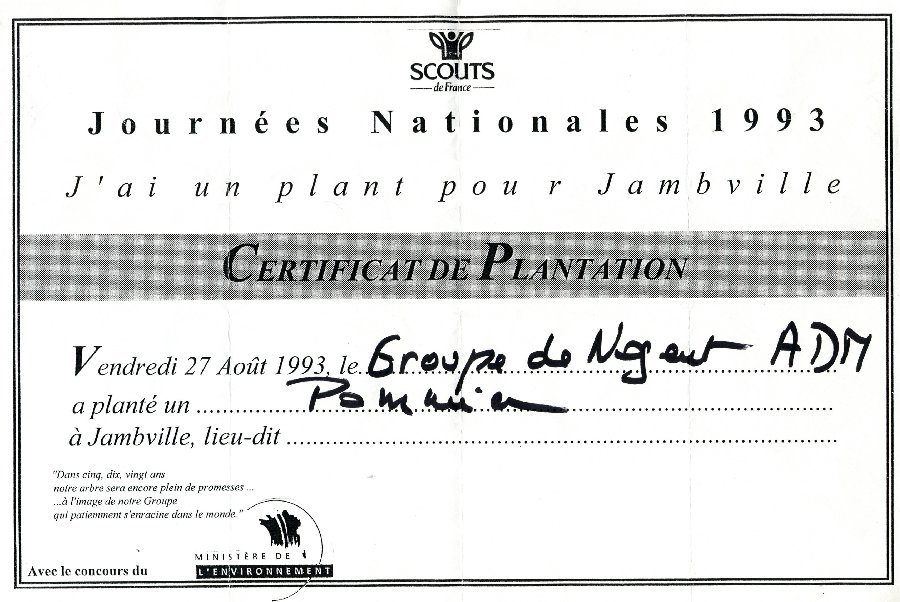 SCOUTS
de France
Journées Nationales 1993
J'ai un plant pour Jambville
CERTIFICAT DE PLANTATION
Vendredi 27 Août 1993, le Groupe de Nogent ADM
a planté un Pommier
à Jambville, lieu-dit
"Dans cinq, dix, vingt ans
notre arbre sera encore plein de promesses ...
...à l'image de notre Groupe
qui patiemment s'enracine dans le monde."
MINISTÈRE DE
L'ENVIRONNEMENT
Avec le concours du